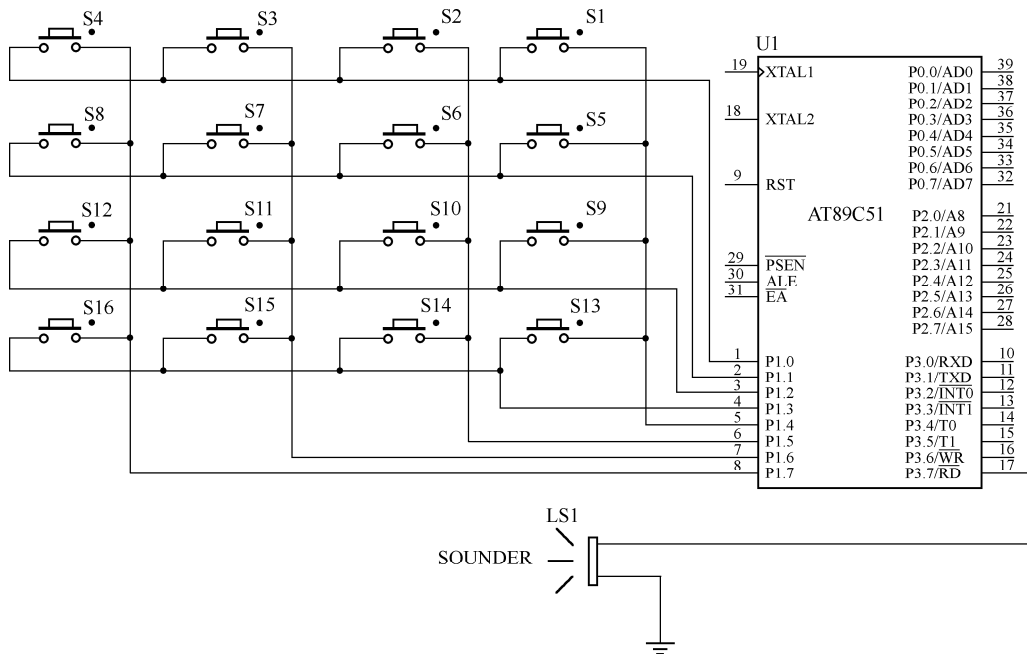 S4
S3
S2
S1
S8
S7
S6
S5
S12
S11
S10
S9
S16
S15
S14
S13
U1
19 XTAL1
18 XTAL2
9 RST
29 PSEN
30 ALE
31 EA
1 P1.0
2 P1.1
3 P1.2
4 P1.3
5 P1.4
6 P1.5
7 P1.6
8 P1.7
AT89C51
P0.0/AD0 39
P0.1/AD1 38
P0.2/AD2 37
P0.3/AD3 36
P0.4/AD4 35
P0.5/AD5 34
P0.6/AD6 33
P0.7/AD7 32
P2.0/A8 21
P2.1/A9 22
P2.2/A10 23
P2.3/A11 24
P2.4/A12 25
P2.5/A13 26
P2.6/A14 27
P2.7/A15 28
P3.0/RXD 10
P3.1/TXD 11
P3.2/INT0 12
P3.3/INT1 13
P3.4/T0 14
P3.5/T1 15
P3.6/WR 16
P3.7/RD 17
LS1
SOUNDER